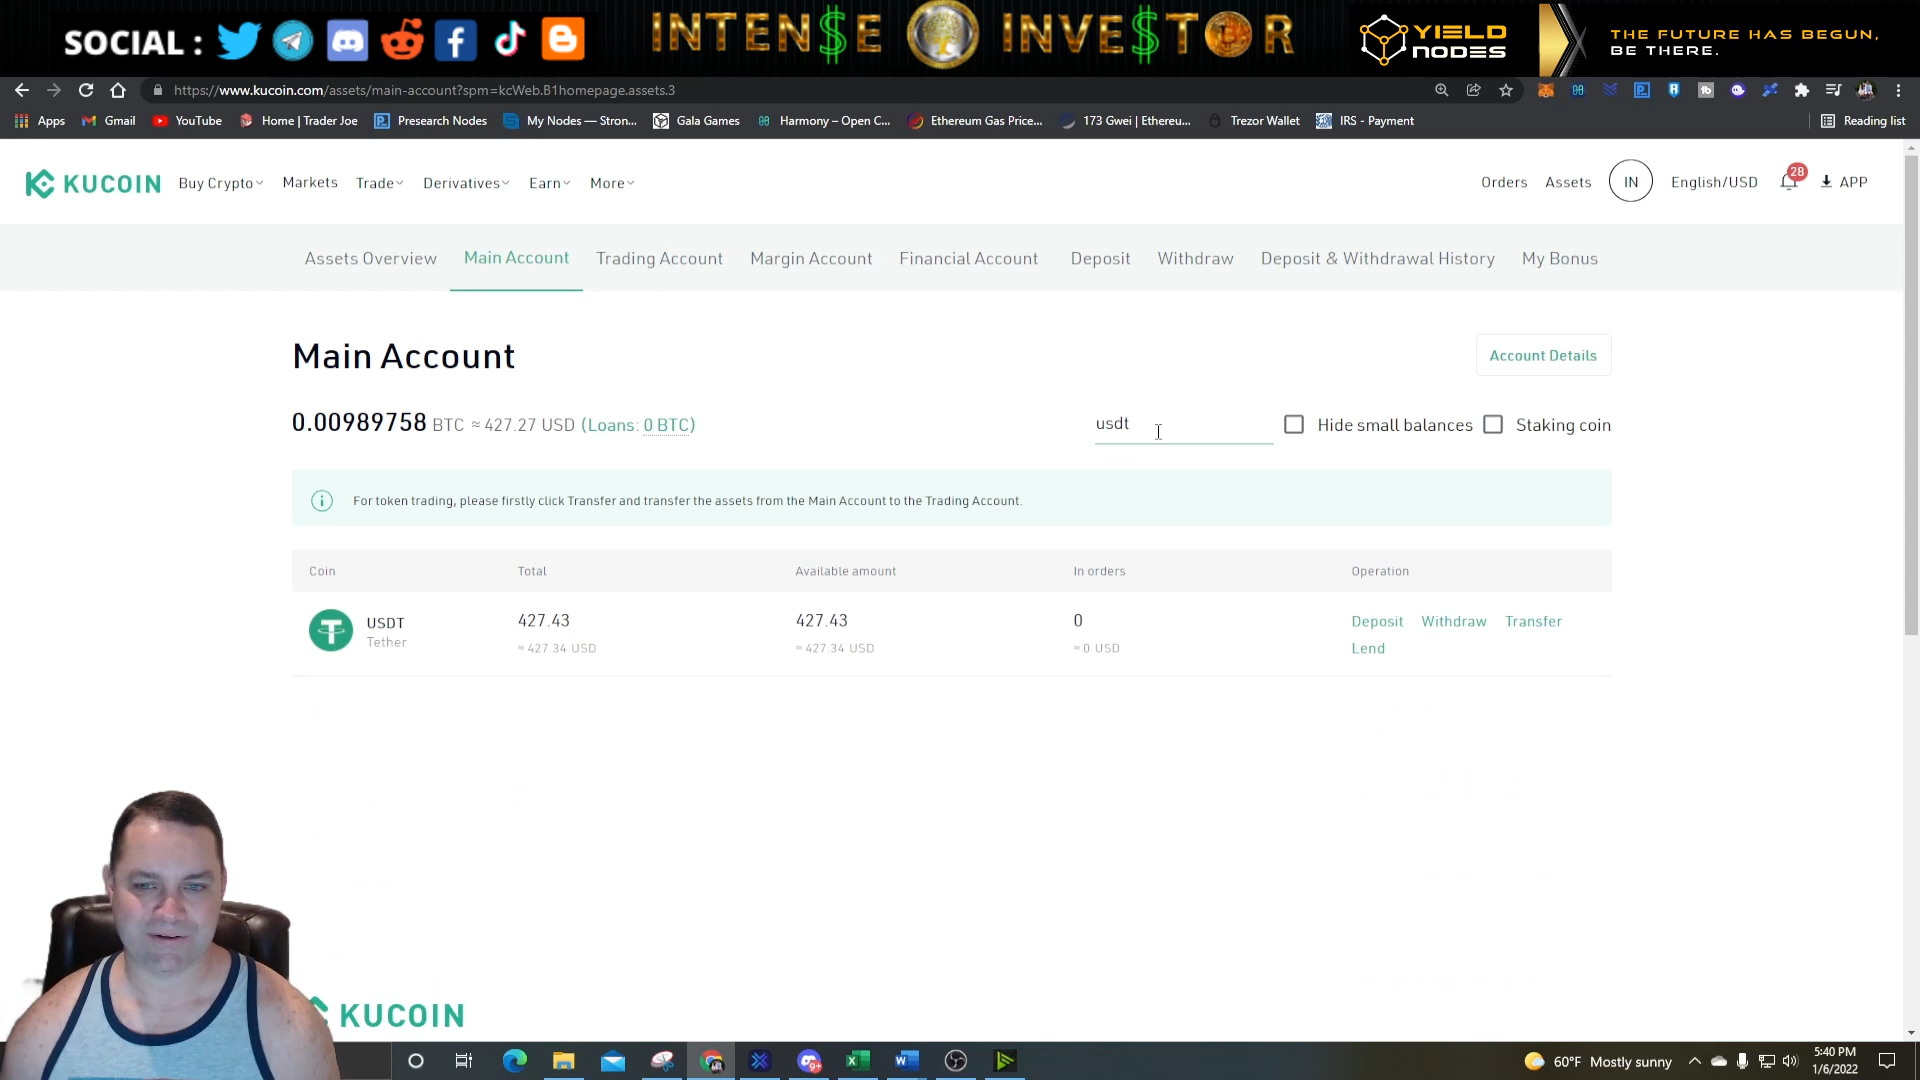 SOCIAL :
INTEN$E INVE$TOR
YIELD NODES
THE FUTURE HAS BEGUN,
BE THERE.
https://www.kucoin.com/assets/main-account?spm=kcWeb.B1homepage.assets.3
Apps Gmail YouTube Home | Trader Joe Presearch Nodes My Nodes — Stron... Gala Games Harmony – Open C... Ethereum Gas Price... 173 Gwei | Ethereu... Trezor Wallet IRS - Payment Reading list
KUCOIN Buy Crypto Markets Trade Derivatives Earn More Orders Assets IN English/USD 28 APP
Assets Overview Main Account Trading Account Margin Account Financial Account Deposit Withdraw Deposit & Withdrawal History My Bonus
Main Account
Account Details
0.00989758 BTC ≈ 427.27 USD (Loans: 0 BTC)
usdt
Hide small balances Staking coin
For token trading, please firstly click Transfer and transfer the assets from the Main Account to the Trading Account.
Coin Total Available amount In orders Operation
USDT 427.43 427.43 0 Deposit Withdraw Transfer
Tether ≈ 427.34 USD ≈ 427.34 USD ≈ 0 USD Lend
KUCOIN
9+
60°F Mostly sunny
5:40 PM
1/6/2022